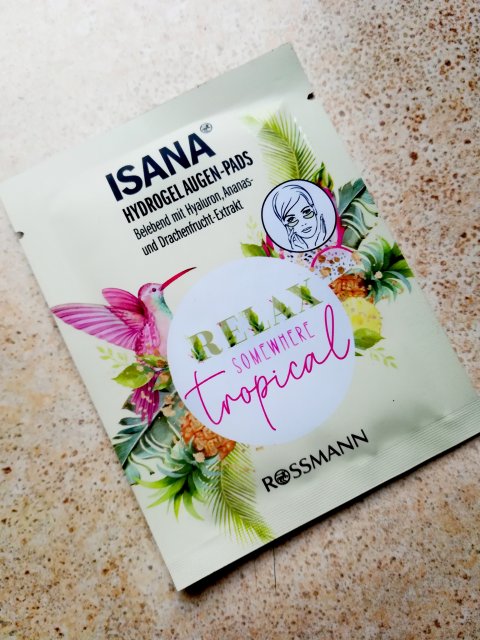 ISANA®
HYDROGELAUGEN-PADS
Belebend mit Hyaluron, Ananas-
und Drachenfrucht-Extrakt
RELAX
SOMEWHERE
tropical
ROSSMANN